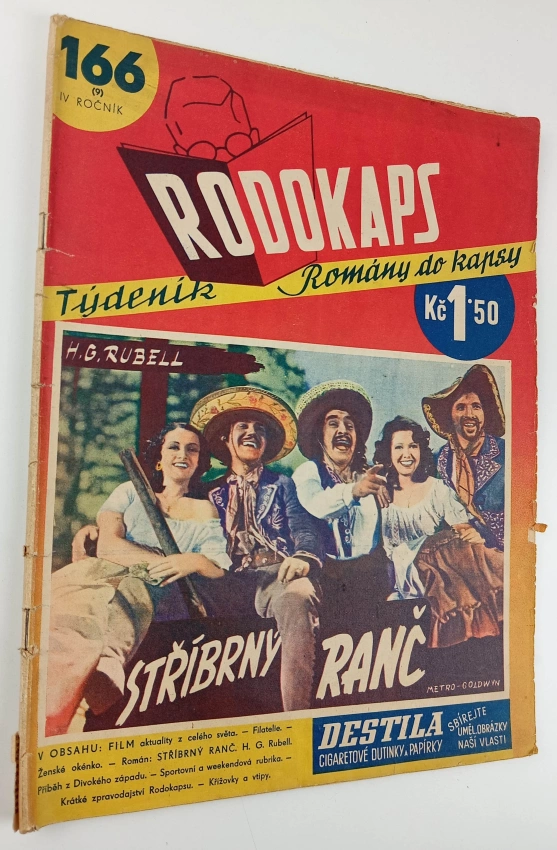 166
(9)
IV ROČNÍK
RODOKAPS
Týdeník Romány do kapsy
Kč 1·50
H. G. RUBELL
STŘÍBRNÝ RANČ
METRO-GOLDWYN
V OBSAHU: FILM aktuality z celého světa. — Filatelie. —
Ženské okénko. — Román: STŘÍBRNÝ RANČ. H. G. Rubell.
Příběh z Divokého západu. — Sportovní a weekendová rubrika. —
Krátké zpravodajství Rodokapsu. — Křížovky a vtipy.
DESTILA
CIGARETOVÉ DUTINKY & PAPÍRKY
SBÍREJTE
UMĚL. OBRÁZKY
NAŠÍ VLASTI